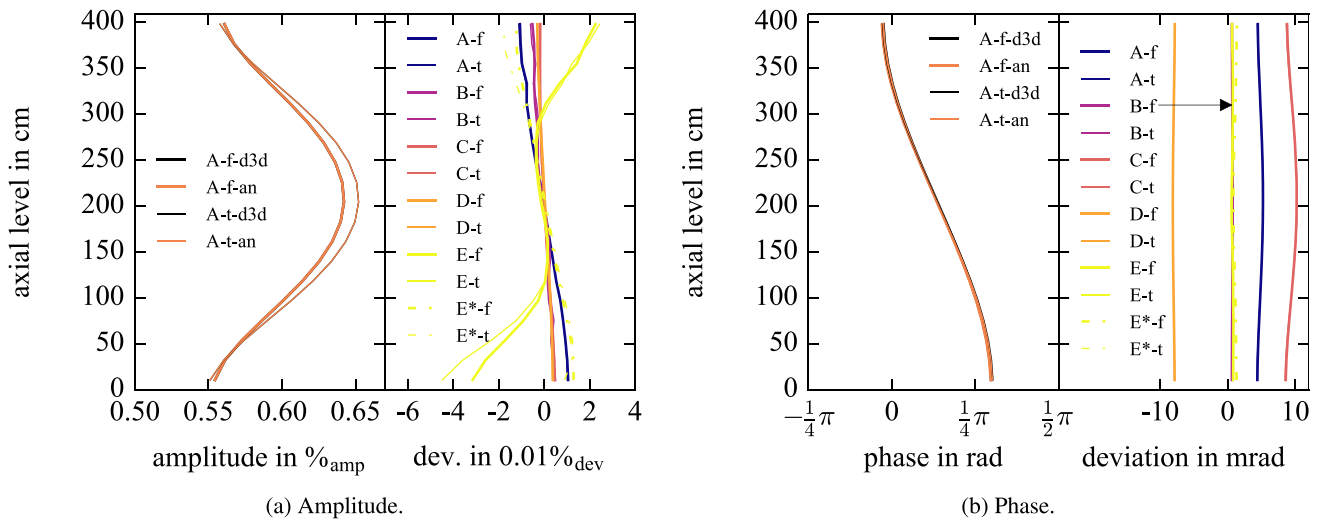 axial level in cm
400
350
300
250
200
150
100
50
0
A-f-d3d
A-f-an
A-t-d3d
A-t-an
0.50 0.55 0.60 0.65
amplitude in %amp
A-f
A-t
B-f
B-t
C-f
C-t
D-f
D-t
E-f
E-t
E*-f
E*-t
-6 -4 -2 0 2 4
dev. in 0.01%dev
(a) Amplitude.
axial level in cm
400
350
300
250
200
150
100
50
0
A-f-d3d
A-f-an
A-t-d3d
A-t-an
−1/4π 0 1/4π 1/2π
phase in rad
A-f
A-t
B-f
B-t
C-f
C-t
D-f
D-t
E-f
E-t
E*-f
E*-t
-10 0 10
deviation in mrad
(b) Phase.